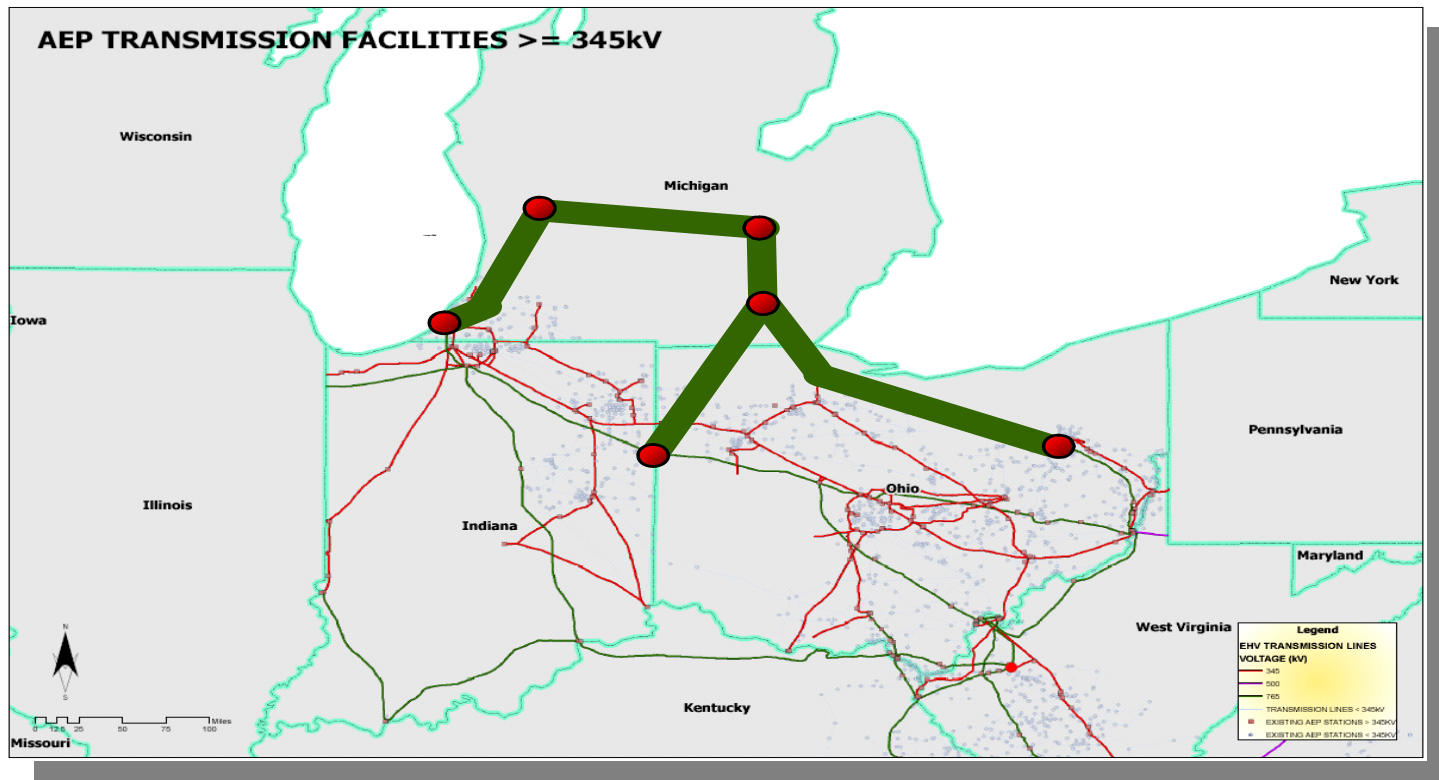 AEP TRANSMISSION FACILITIES >= 345kV
Wisconsin
Michigan
New York
Iowa
Pennsylvania
Ohio
Illinois
Indiana
Maryland
West Virginia
Kentucky
Missouri
N
S
0 12.5 25 50 75 100 Miles
Legend
EHV TRANSMISSION LINES
VOLTAGE (kV)
345
500
765
TRANSMISSION LINES < 345kV
EXISTING AEP STATIONS > 345KV
EXISTING AEP STATIONS < 345KV